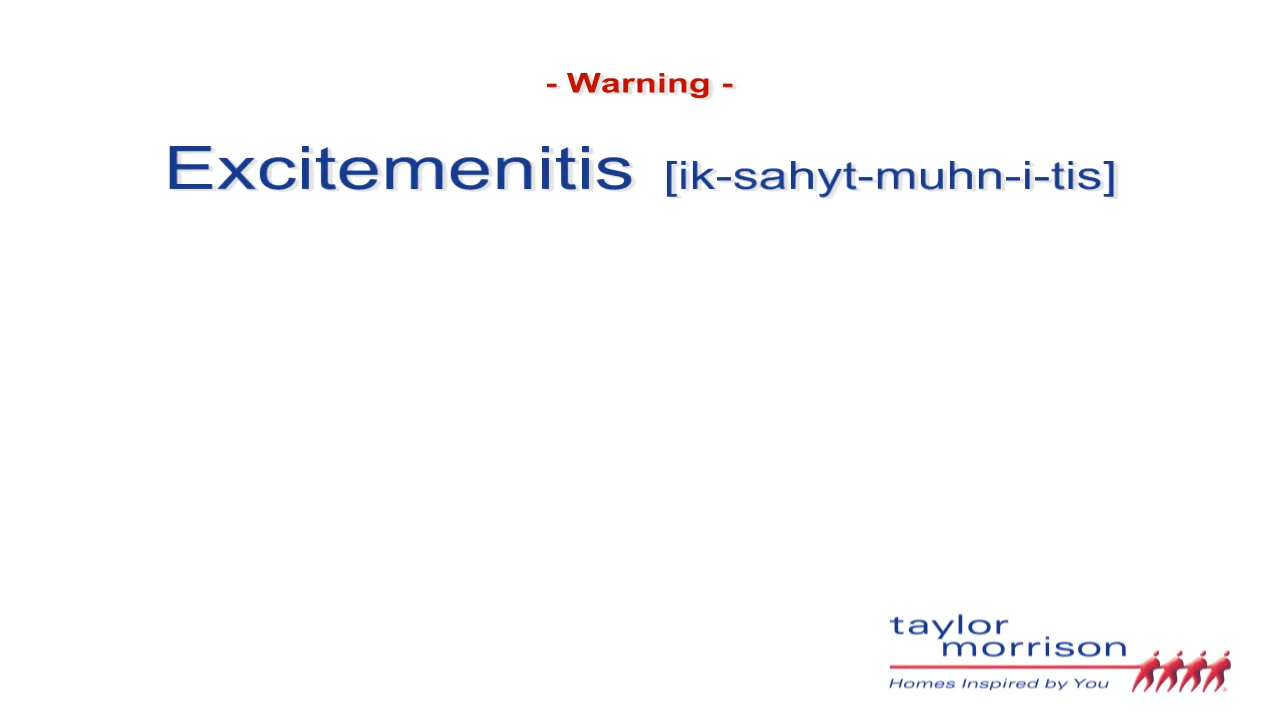 - Warning -
Excitemenitis [ik-sahyt-muhn-i-tis]
taylor
morrison
Homes Inspired by You